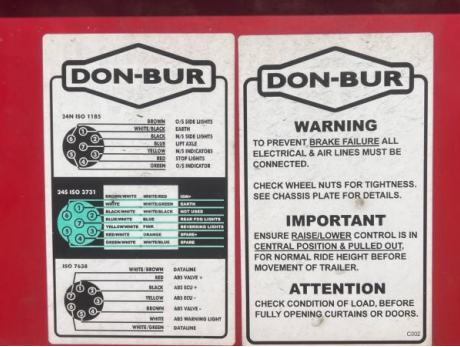 DON-BUR
24N ISO 1185
BROWN O/S SIDE LIGHTS
WHITE/BLACK EARTH
BLACK N/S SIDE LIGHTS
BLUE LIFT AXLE
YELLOW N/S INDICATORS
RED STOP LIGHTS
GREEN O/S INDICATOR
24S ISO 3731
BROWN/WHITE WHITE/RED
WHITE WHITE/GREEN EARTH
BLACK/WHITE WHITE/BLACK NOT USED
BLUE/WHITE BLUE REAR FOG LIGHTS
YELLOW/WHITE PINK REVERSING LIGHTS
RED/WHITE ORANGE SPARE+
GREEN/WHITE WHITE/BLUE SPARE
ISO 7638
WHITE/BROWN DATALINE
RED ABS VALVE +
BLACK ABS ECU +
YELLOW ABS ECU -
BROWN ABS VALVE -
WHITE ABS WARNING LIGHT
WHITE/GREEN DATALINE
DON-BUR
WARNING
TO PREVENT BRAKE FAILURE ALL
ELECTRICAL & AIR LINES MUST BE
CONNECTED.
CHECK WHEEL NUTS FOR TIGHTNESS.
SEE CHASSIS PLATE FOR DETAILS.
IMPORTANT
ENSURE RAISE/LOWER CONTROL IS IN
CENTRAL POSITION & PULLED OUT,
FOR NORMAL RIDE HEIGHT BEFORE
MOVEMENT OF TRAILER.
ATTENTION
CHECK CONDITION OF LOAD, BEFORE
FULLY OPENING CURTAINS OR DOORS.
C002